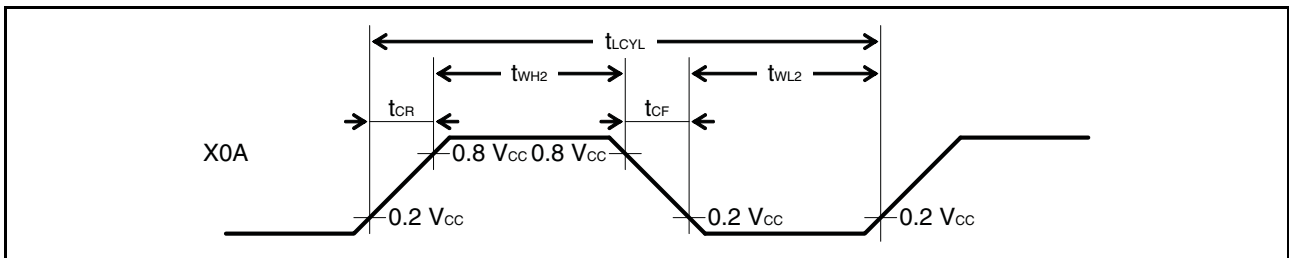 tLCYL
tWH2 tWL2
tCR tCF
X0A 0.8 VCC 0.8 VCC
0.2 VCC 0.2 VCC 0.2 VCC